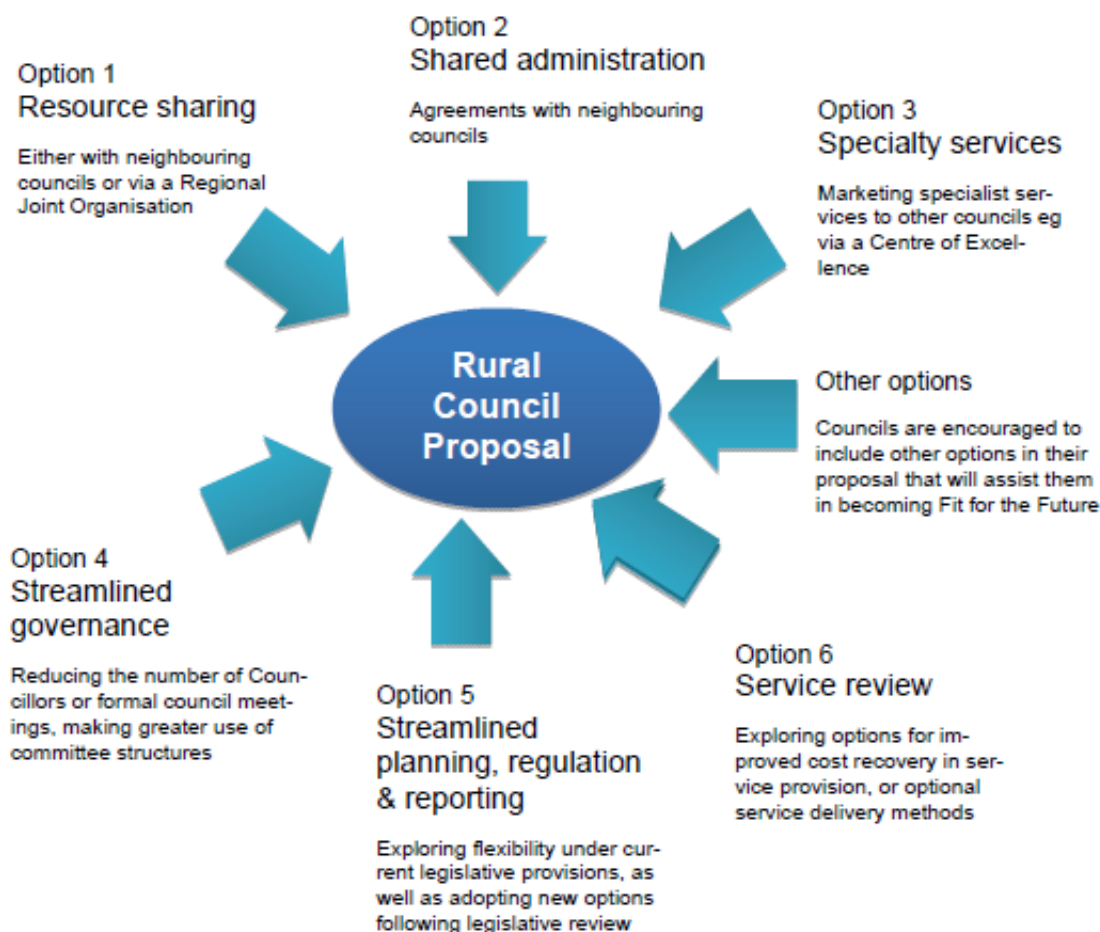 Option 1
Resource sharing
Either with neighbouring
councils or via a Regional
Joint Organisation
Option 2
Shared administration
Agreements with neighbouring
councils
Option 3
Specialty services
Marketing specialist ser-
vices to other councils eg
via a Centre of Excel-
lence
Rural
Council
Proposal
Other options
Councils are encouraged to
include other options in their
proposal that will assist them
in becoming Fit for the Future
Option 4
Streamlined
governance
Reducing the number of Coun-
cillors or formal council meet-
ings, making greater use of
committee structures
Option 5
Streamlined
planning, regulation
& reporting
Exploring flexibility under cur-
rent legislative provisions, as
well as adopting new options
following legislative review
Option 6
Service review
Exploring options for im-
proved cost recovery in ser-
vice provision, or optional
service delivery methods